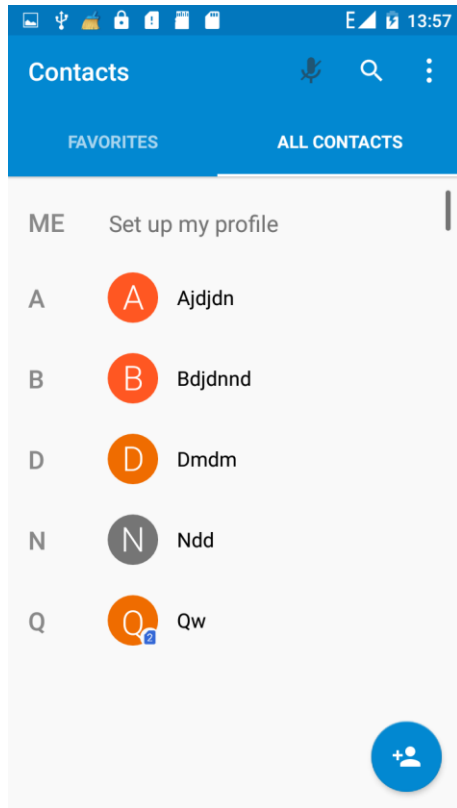 E 13:57
Contacts
FAVORITES ALL CONTACTS
ME Set up my profile
A A Ajdjdn
B B Bdjdnnd
D D Dmdm
N N Ndd
Q Q 2 Qw